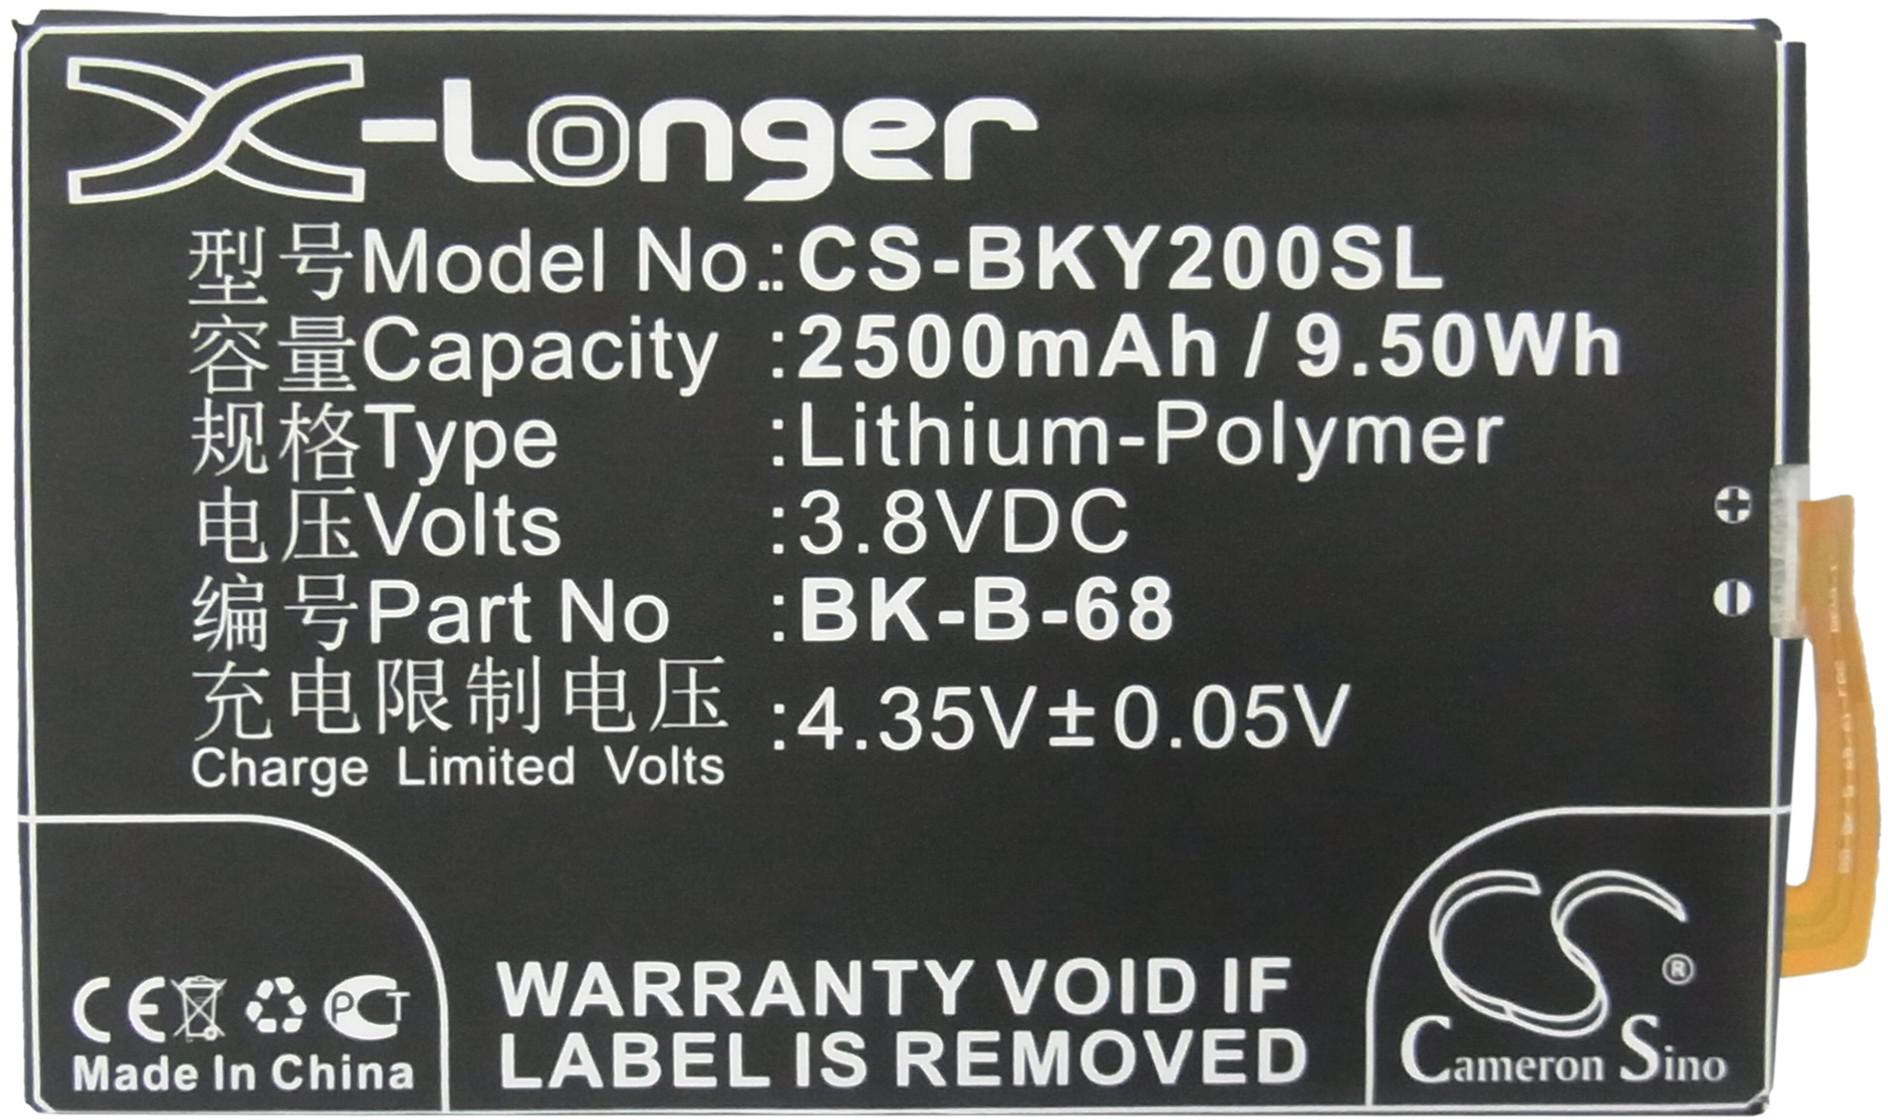 X-Longer
型号Model No.:CS-BKY200SL
容量Capacity :2500mAh / 9.50Wh
规格Type :Lithium-Polymer
电压Volts :3.8VDC
编号Part No :BK-B-68
充电限制电压 :4.35V±0.05V
Charge Limited Volts
CE PCT
Made In China
WARRANTY VOID IF
LABEL IS REMOVED
CS ®
Cameron Sino